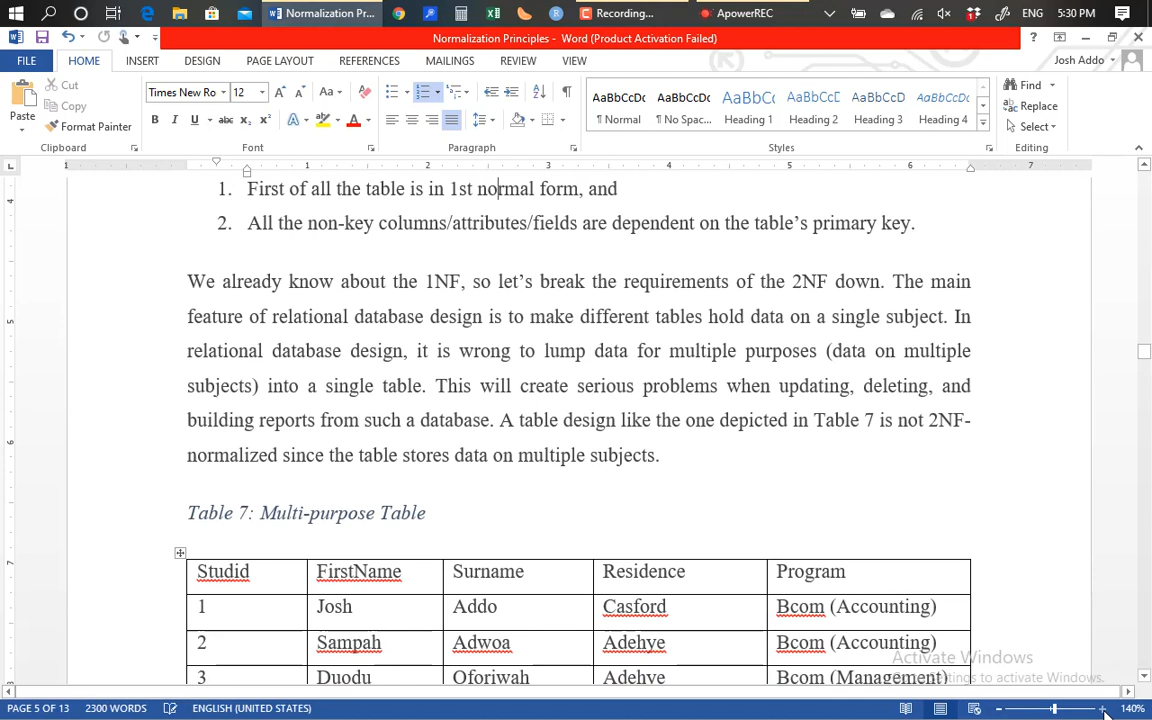 Normalization Pr...
Recording...
ApowerREC
ENG
5:30 PM
Normalization Principles - Word (Product Activation Failed)
FILE
HOME
INSERT
DESIGN
PAGE LAYOUT
REFERENCES
MAILINGS
REVIEW
VIEW
Josh Addo
Paste
Cut
Copy
Format Painter
Clipboard
Times New Ro
12
Font
Paragraph
AaBbCcDc
¶ Normal
AaBbCcDc
¶ No Spac...
AaBbCc
Heading 1
AaBbCcC
Heading 2
AaBbCcD
Heading 3
AaBbCcD
Heading 4
Styles
Find
Replace
Select
Editing
1. First of all the table is in 1st normal form, and
2. All the non-key columns/attributes/fields are dependent on the table’s primary key.
We already know about the 1NF, so let’s break the requirements of the 2NF down. The main
feature of relational database design is to make different tables hold data on a single subject. In
relational database design, it is wrong to lump data for multiple purposes (data on multiple
subjects) into a single table. This will create serious problems when updating, deleting, and
building reports from such a database. A table design like the one depicted in Table 7 is not 2NF-
normalized since the table stores data on multiple subjects.
Table 7: Multi-purpose Table
Studid FirstName Surname Residence Program
1 Josh Addo Casford Bcom (Accounting)
2 Sampah Adwoa Adehye Bcom (Accounting)
3 Duodu Oforiwah Adehye Bcom (Management)
Activate Windows
Settings to activate Windows.
PAGE 5 OF 13 2300 WORDS ENGLISH (UNITED STATES) 140%